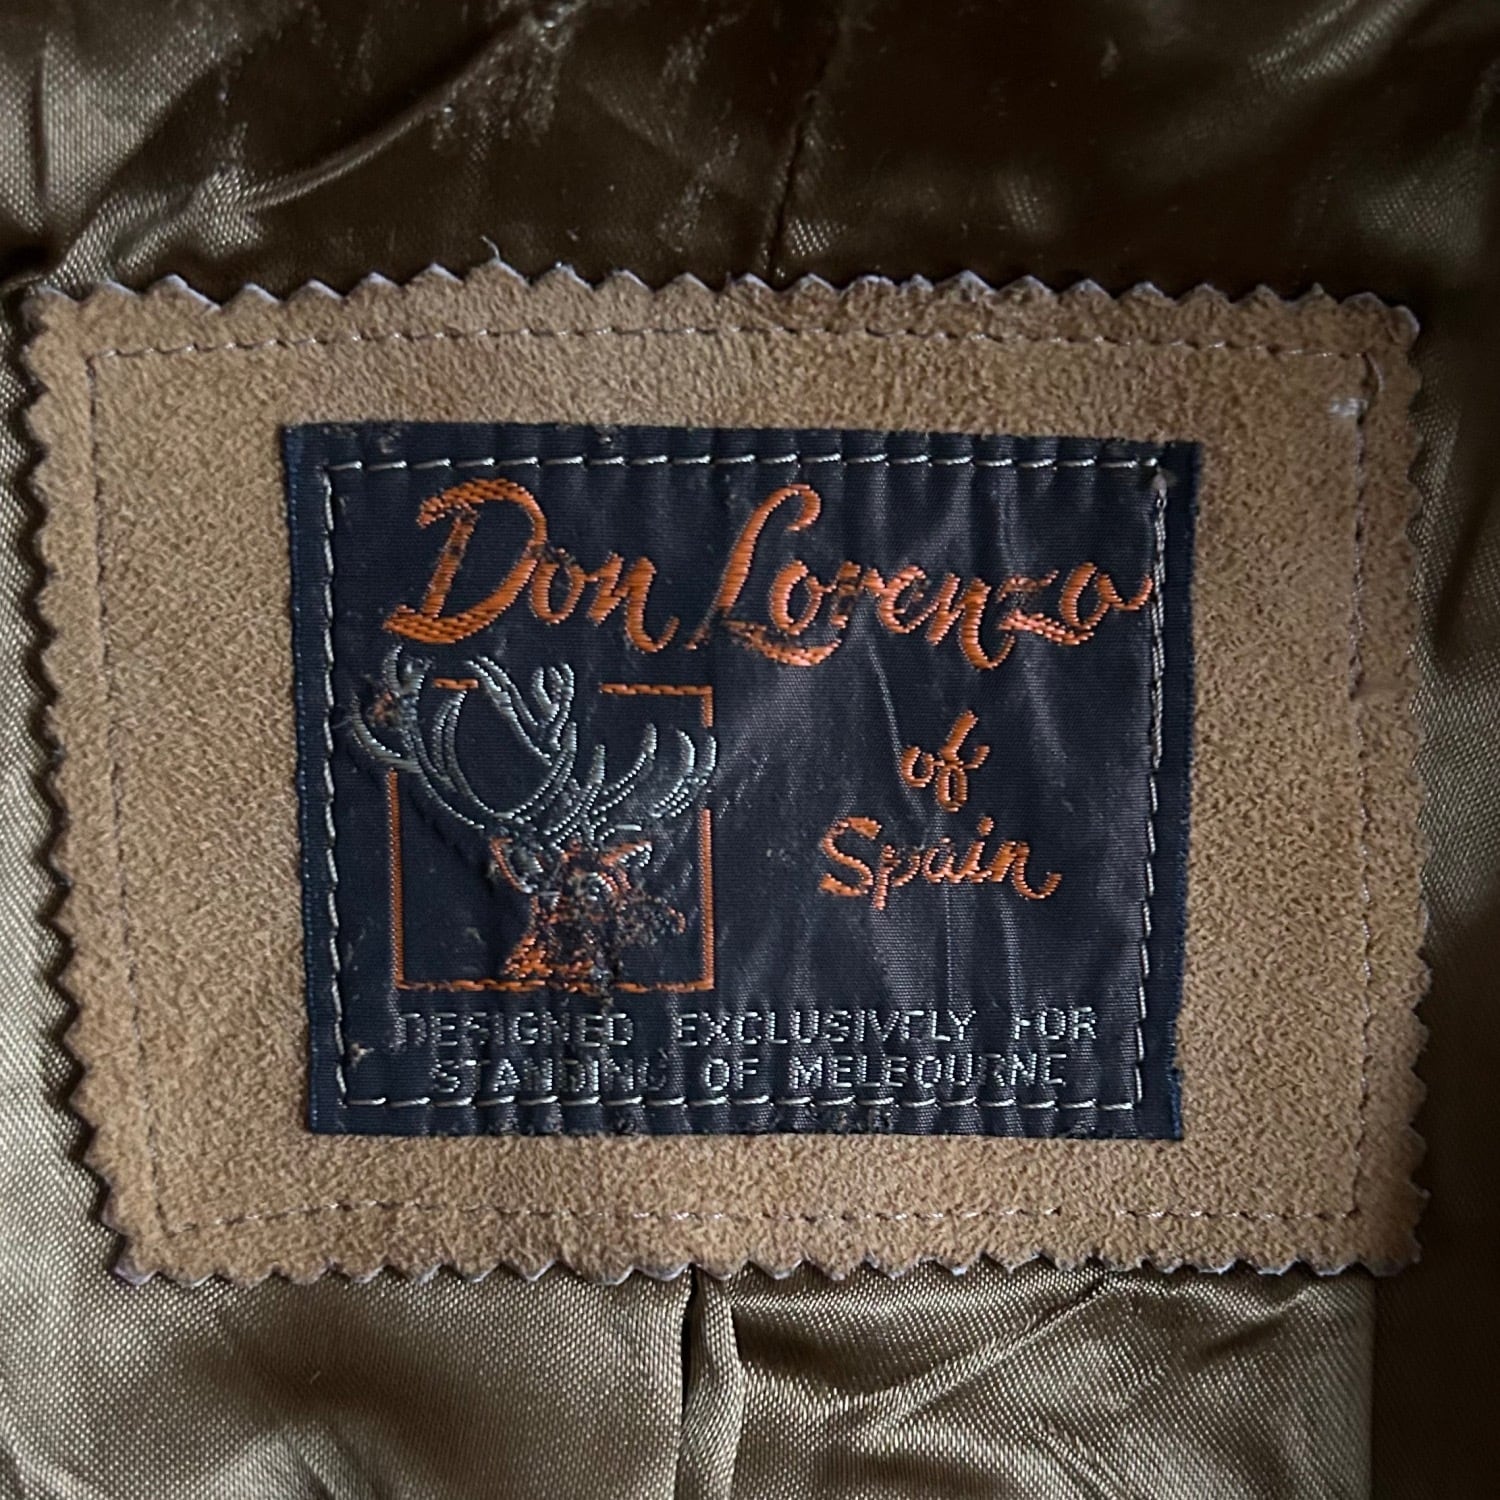 Don Lorenzo
of
Spain
DESIGNED EXCLUSIVELY FOR
STANDING OF MELBOURNE